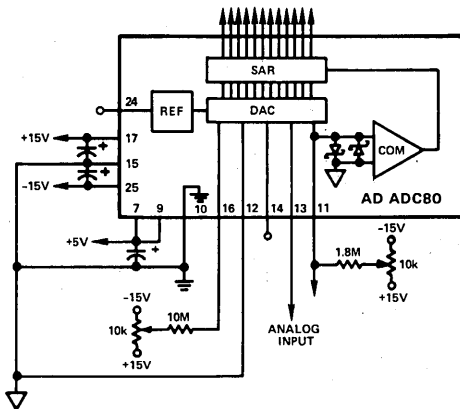 SAR
24
REF
DAC
+15V
17
+
COM
15
+
-15V
25
AD ADC80
7
9
10
16
12
14
13
11
+5V
+
-15V
1.8M
10k
-15V
10M
ANALOG
INPUT
+15V
10k
+15V